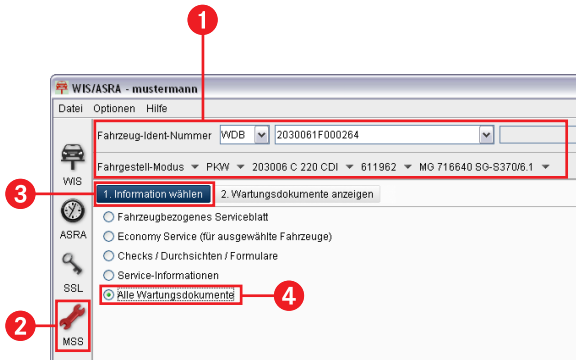 1
WIS/ASRA - mustermann
Datei Optionen Hilfe
Fahrzeug-Ident-Nummer WDB 2030061F000264
Fahrgestell-Modus PKW 203006 C 220 CDI 611962 MG 716640 SG-S370/6.1
WIS
3
1. Information wählen 2. Wartungsdokumente anzeigen
Fahrzeugbezogenes Serviceblatt
ASRA
Economy Service (für ausgewählte Fahrzeuge)
Checks / Durchsichten / Formulare
Service-Informationen
SSL
Alle Wartungsdokumente
4
2
MSS